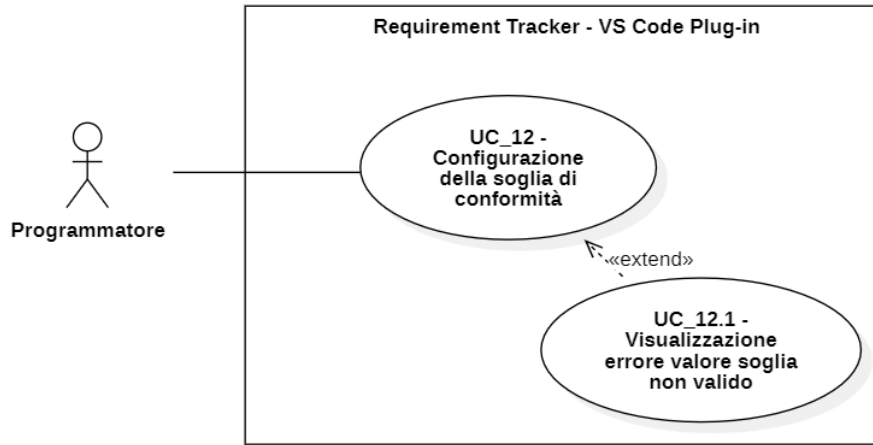 Requirement Tracker - VS Code Plug-in
UC_12 -
Configurazione
della soglia di
conformità
Programmatore
«extend»
UC_12.1 -
Visualizzazione
errore valore soglia
non valido